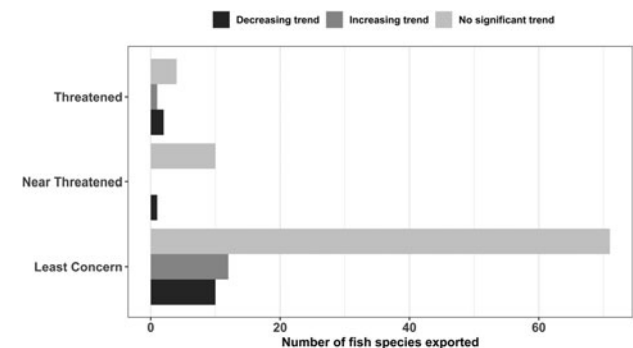 Decreasing trend Increasing trend No significant trend
Threatened
Near Threatened
Least Concern
0 20 40 60
Number of fish species exported